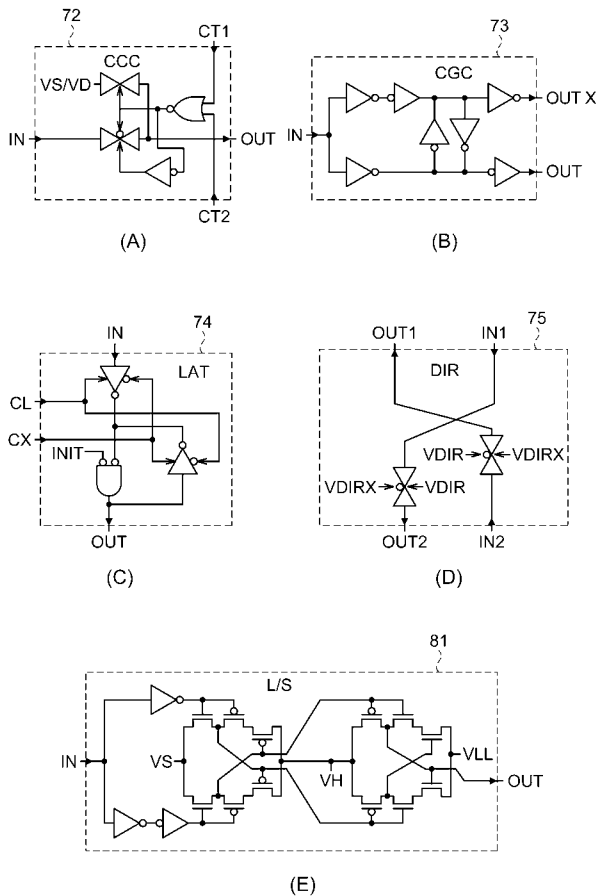 72
CCC
CT1
VS/VD
IN
OUT
CT2
(A)
73
CGC
OUT X
IN
OUT
(B)
IN
74
LAT
CL
CX
INIT
OUT
(C)
OUT1
IN1
75
DIR
VDIR
VDIRX
VDIRX
VDIR
OUT2
IN2
(D)
81
L/S
IN
VS
VH
VLL
OUT
(E)